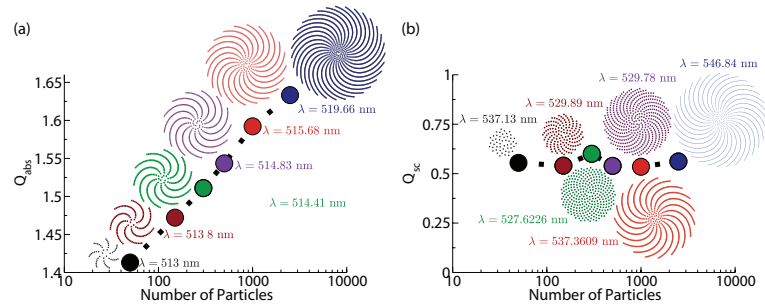 (a)
Q_abs
1.65
1.6
1.55
1.5
1.45
1.4
10
100
1000
10000
Number of Particles
λ = 519.66 nm
λ = 515.68 nm
λ = 514.83 nm
λ = 514.41 nm
λ = 513 8 nm
λ = 513 nm
(b)
Q_sc
1
0.75
0.5
0.25
0
10
100
1000
10000
Number of Particles
λ = 546.84 nm
λ = 529.78 nm
λ = 529.89 nm
λ = 537.13 nm
λ = 527.6226 nm
λ = 537.3609 nm